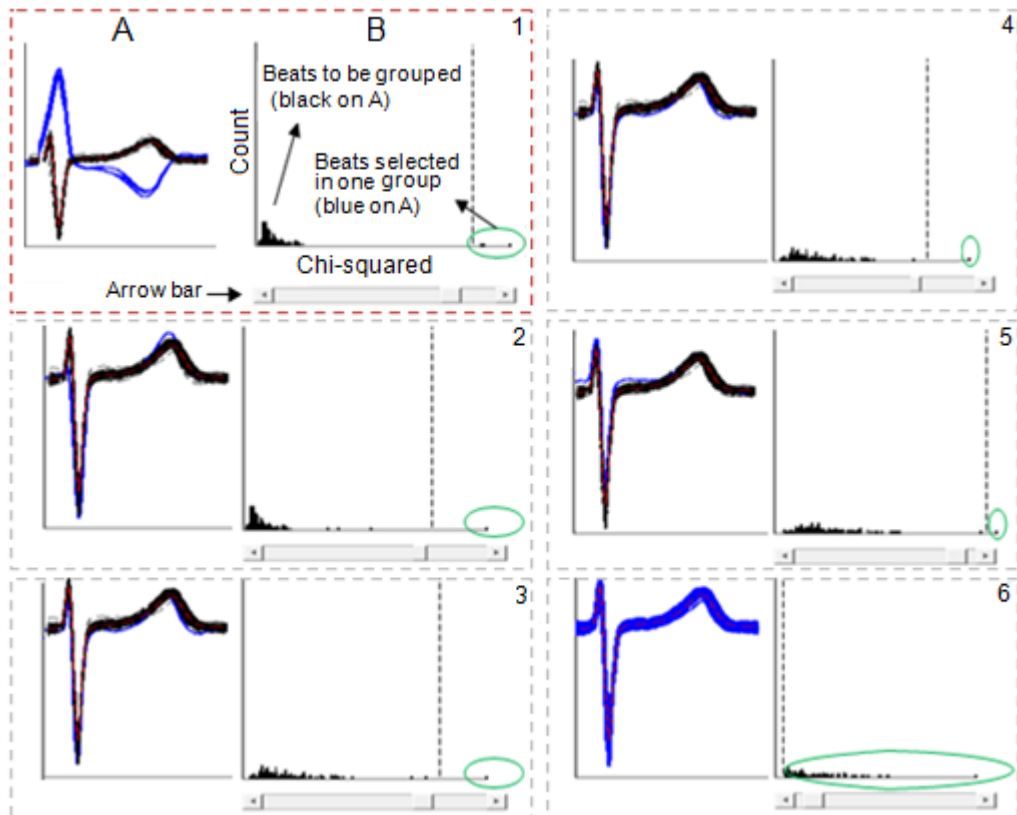 A
B
1
Beats to be grouped
(black on A)
Count
Beats selected
in one group
(blue on A)
Chi-squared
Arrow bar
2
3
4
5
6